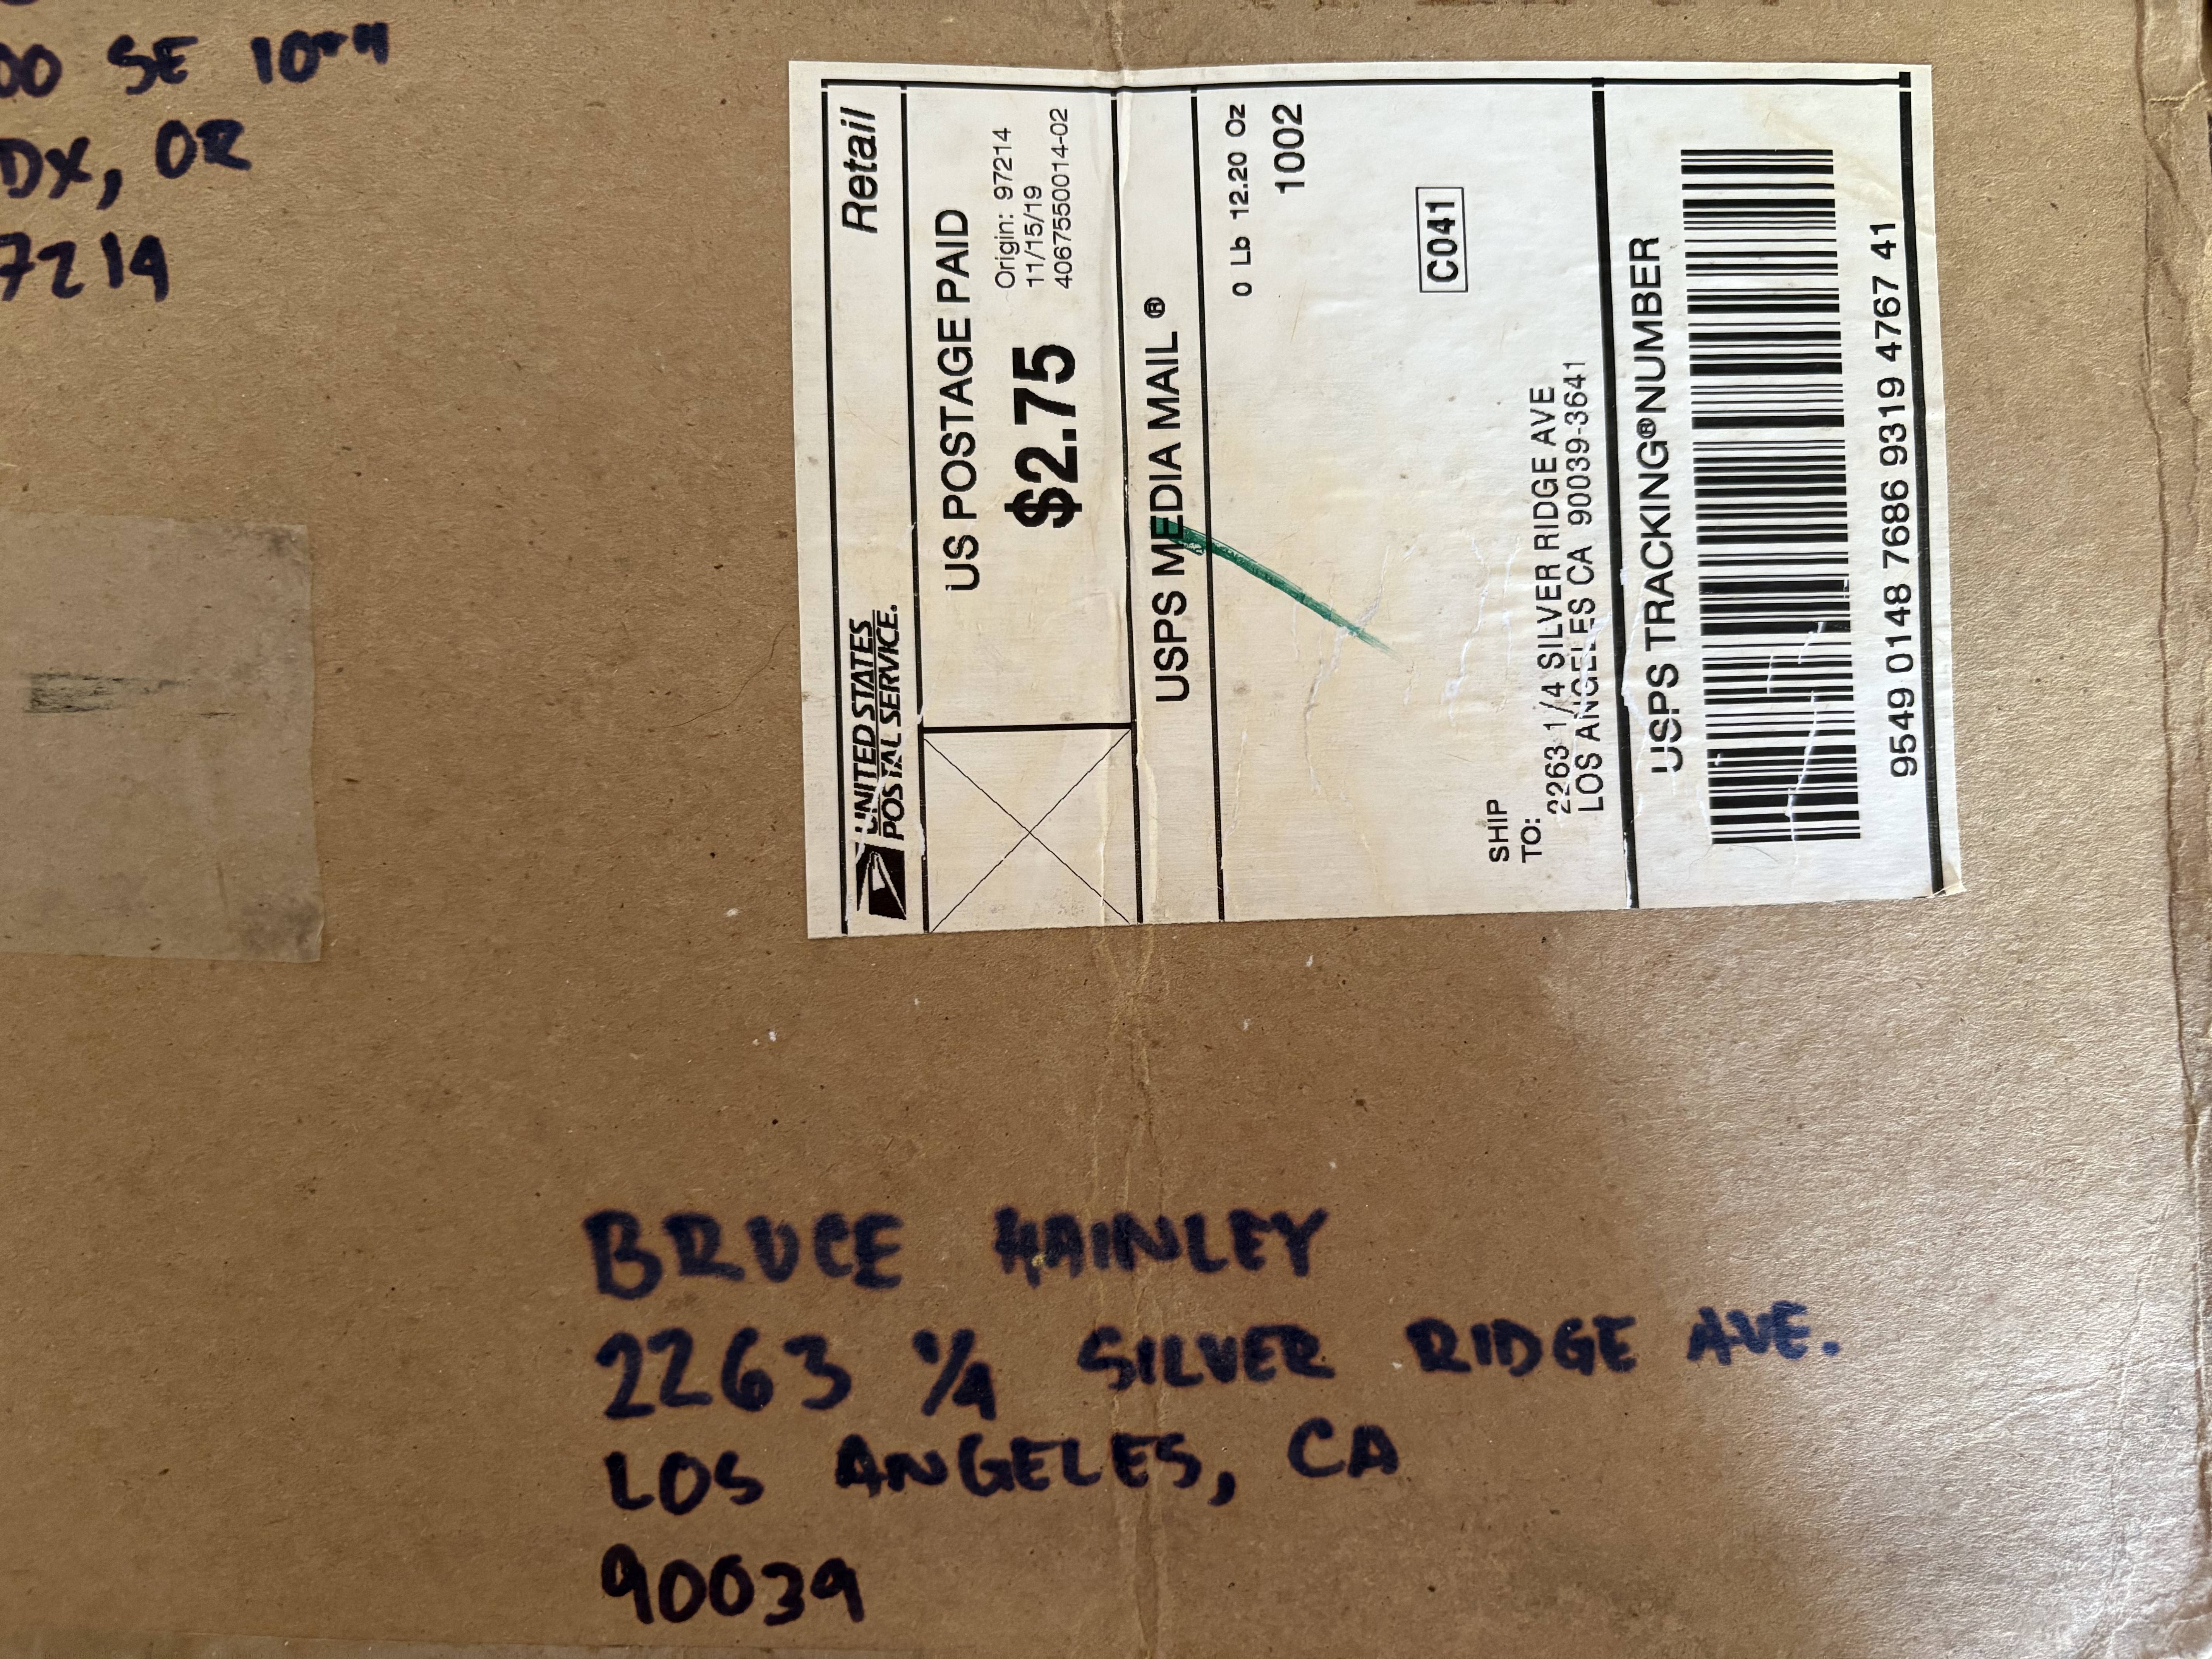 00 SE 10TH
DX, OR
7214
UNITED STATES
POSTAL SERVICE.
Retail
US POSTAGE PAID
$2.75
Origin: 97214
11/15/19
4067550014-02
USPS MEDIA MAIL ®
0 Lb 12.20 Oz
1002
C041
SHIP
TO:
2263 1/4 SILVER RIDGE AVE
LOS ANGELES CA 90039-3641
USPS TRACKING® NUMBER
9549 0148 7686 9319 4767 41
BRUCE HAINLEY
2263 1/4 SILVER RIDGE AVE.
LOS ANGELES, CA
90039